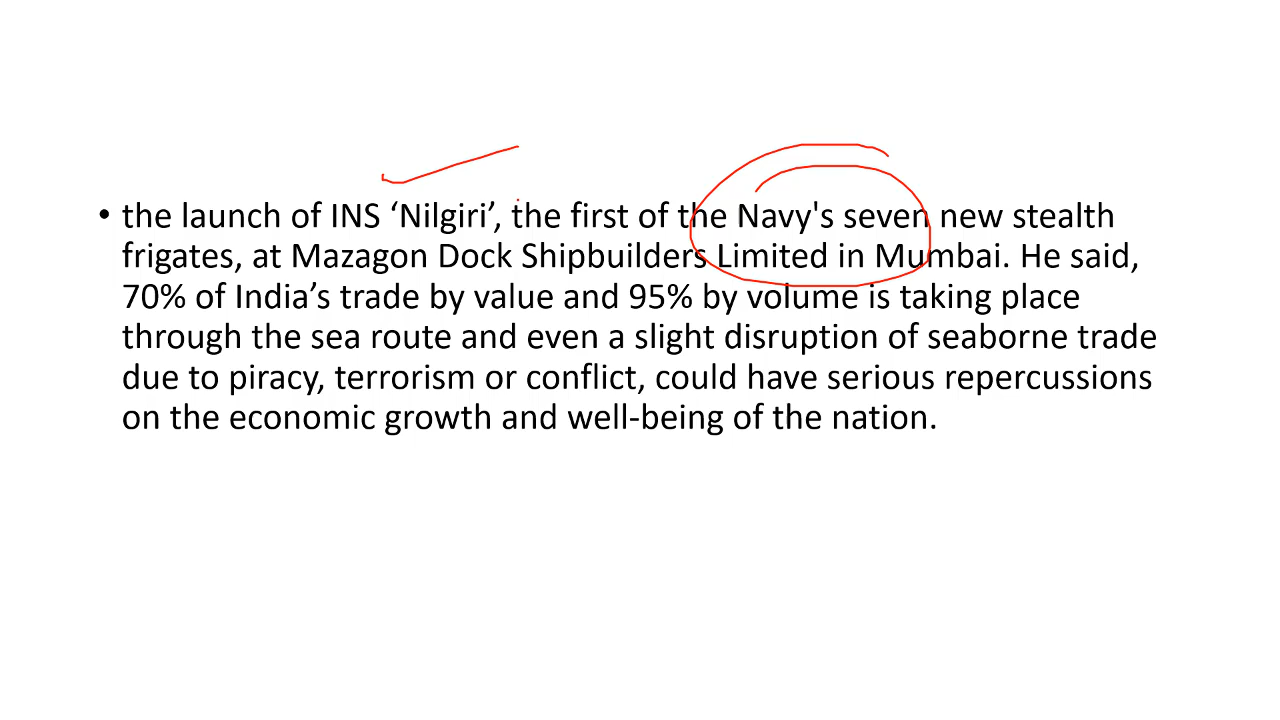 • the launch of INS ‘Nilgiri’, the first of the Navy's seven new stealth
frigates, at Mazagon Dock Shipbuilders Limited in Mumbai. He said,
70% of India’s trade by value and 95% by volume is taking place
through the sea route and even a slight disruption of seaborne trade
due to piracy, terrorism or conflict, could have serious repercussions
on the economic growth and well-being of the nation.